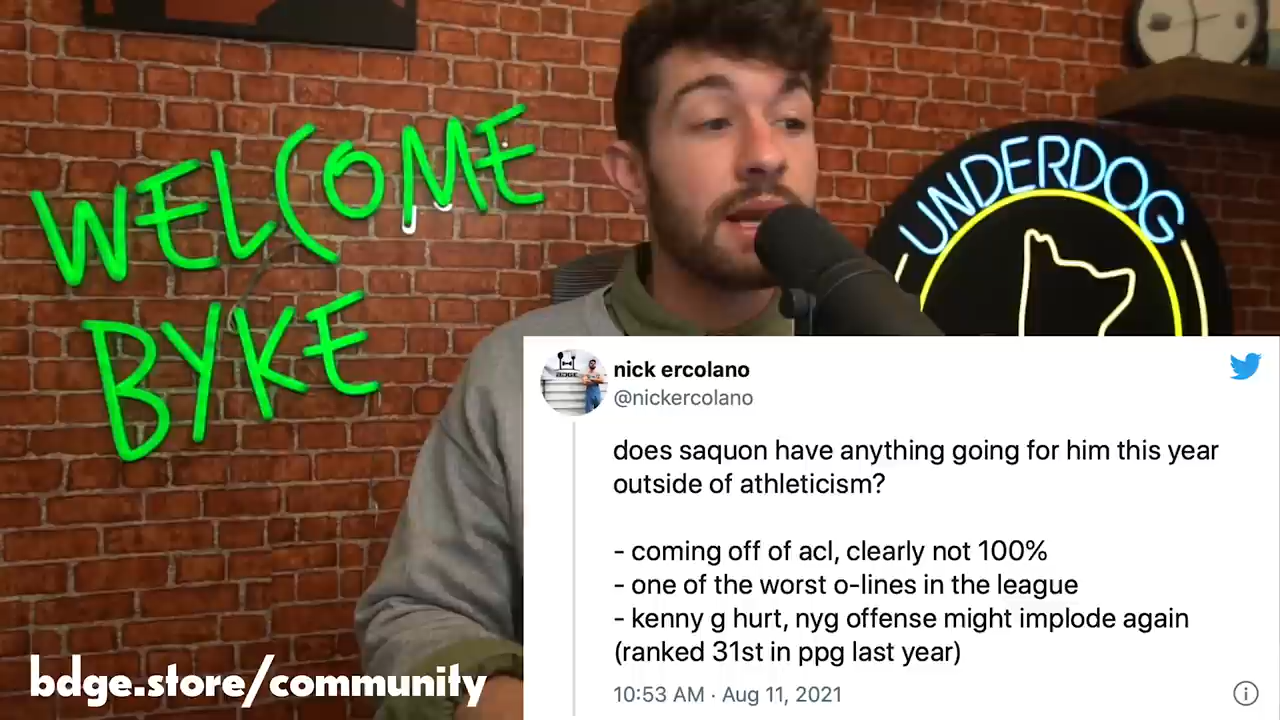 WELCOME
BYKE
UNDERDOG
nick ercolano
@nickercolano
does saquon have anything going for him this year
outside of athleticism?
- coming off of acl, clearly not 100%
- one of the worst o-lines in the league
- kenny g hurt, nyg offense might implode again
(ranked 31st in ppg last year)
10:53 AM · Aug 11, 2021
bdge.store/community